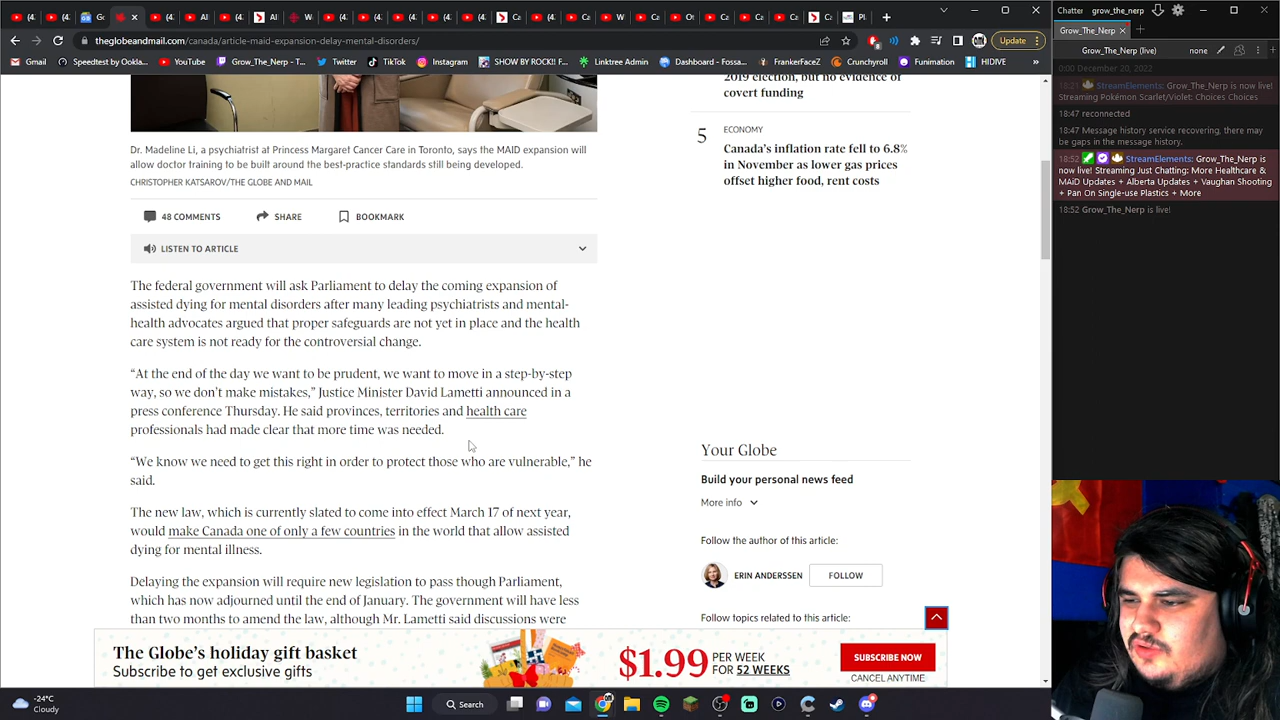 Update
theglobeandmail.com/canada/article-maid-expansion-delay-mental-disorders/
Gmail
Speedtest by Ookla...
YouTube
Grow_The_Nerp - T...
Twitter
TikTok
Instagram
SHOW BY ROCK!! F...
Linktree Admin
Dashboard - Fossa...
FrankerFaceZ
Crunchyroll
Funimation
HIDIVE
Dr. Madeline Li, a psychiatrist at Princess Margaret Cancer Care in Toronto, says the MAID expansion will
allow doctor training to be built around the best-practice standards still being developed.
CHRISTOPHER KATSAROV/THE GLOBE AND MAIL
48 COMMENTS
SHARE
BOOKMARK
LISTEN TO ARTICLE
The federal government will ask Parliament to delay the coming expansion of
assisted dying for mental disorders after many leading psychiatrists and mental-
health advocates argued that proper safeguards are not yet in place and the health
care system is not ready for the controversial change.
“At the end of the day we want to be prudent, we want to move in a step-by-step
way, so we don’t make mistakes,” Justice Minister David Lametti announced in a
press conference Thursday. He said provinces, territories and health care
professionals had made clear that more time was needed.
“We know we need to get this right in order to protect those who are vulnerable,” he
said.
The new law, which is currently slated to come into effect March 17 of next year,
would make Canada one of only a few countries in the world that allow assisted
dying for mental illness.
Delaying the expansion will require new legislation to pass though Parliament,
which has now adjourned until the end of January. The government will have less
than two months to amend the law, although Mr. Lametti said discussions were
2019 election, but no evidence of
covert funding
5
ECONOMY
Canada’s inflation rate fell to 6.8%
in November as lower gas prices
offset higher food, rent costs
Your Globe
Build your personal news feed
More info
Follow the author of this article:
ERIN ANDERSSEN
FOLLOW
Follow topics related to this article:
The Globe’s holiday gift basket
Subscribe to get exclusive gifts
$1.99 PER WEEK
FOR 52 WEEKS
SUBSCRIBE NOW
CANCEL ANYTIME
-24°C
Cloudy
Search
Chatter
grow_the_nerp
Grow_The_Nerp
Grow_The_Nerp (live)
none
0:00 December 20, 2022
16:21 StreamElements: Grow_The_Nerp is now live!
Streaming Pokémon Scarlet/Violet: Choices Choices
18:47 reconnected
18:47 Message history service recovering, there may
be gaps in the message history.
18:52 StreamElements: Grow_The_Nerp is
now live! Streaming Just Chatting: More Healthcare &
MAiD Updates + Alberta Updates + Vaughan Shooting
+ Pan On Single-use Plastics + More
18:52 Grow_The_Nerp is live!